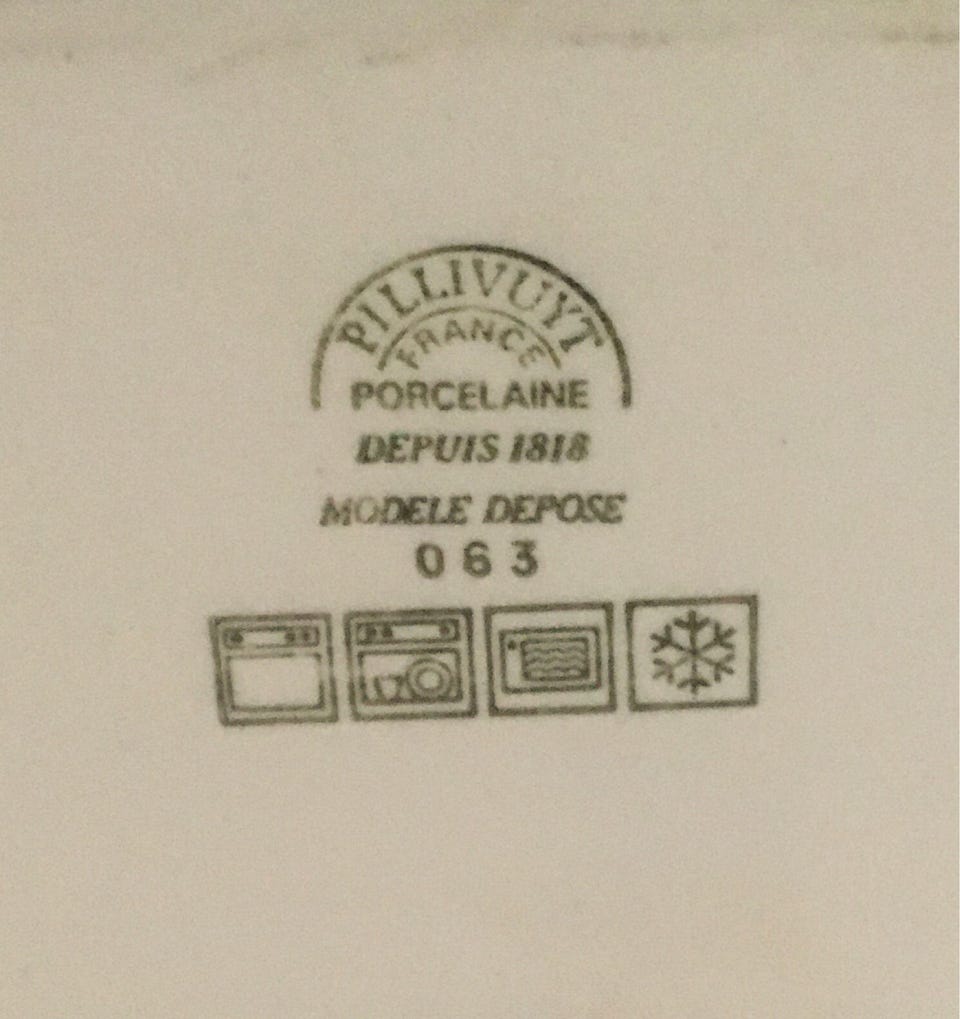 PILLIVUYT
FRANCE
PORCELAINE
DEPUIS 1818
MODELE DEPOSE
063